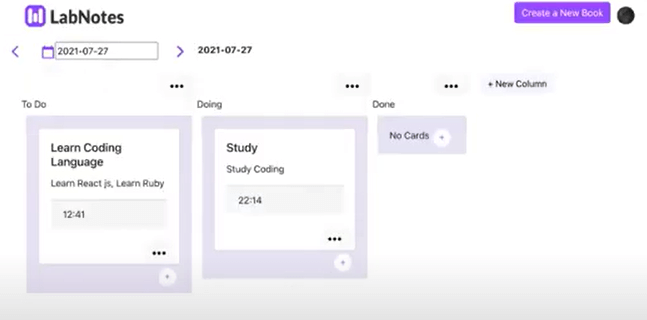 LabNotes
Create a New Book
2021-07-27
2021-07-27
+ New Column
To Do
Doing
Done
Learn Coding
Language
Learn React js, Learn Ruby
12:41
Study
Study Coding
22:14
No Cards +